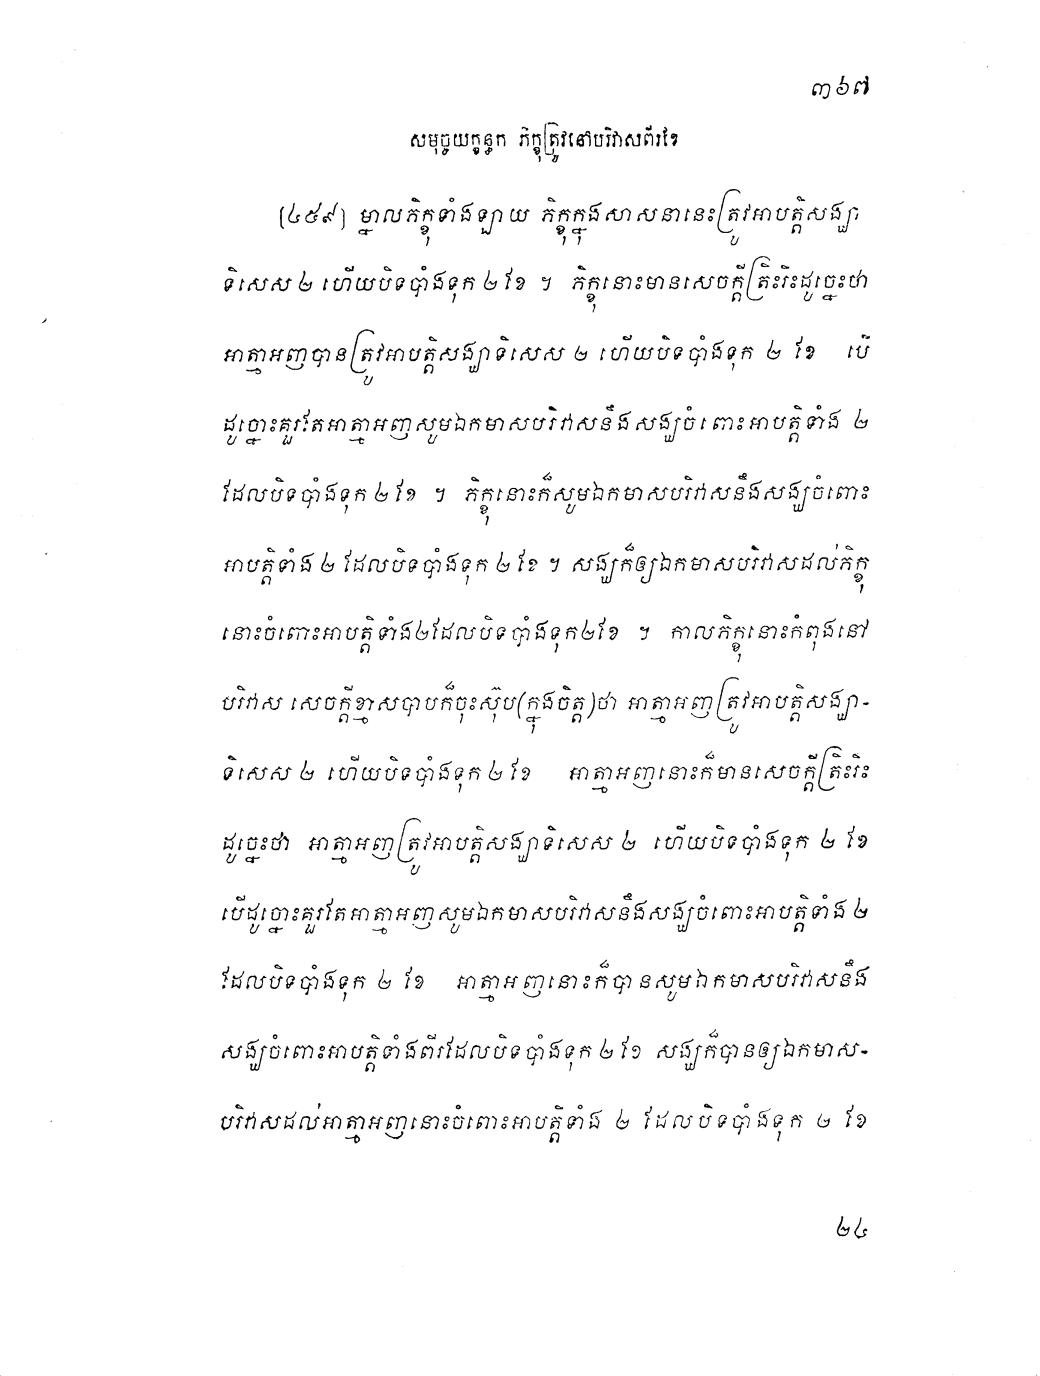 ៣៦៧
សមុច្ចយក្ខន្ធក ភិក្ខុត្រូវនៅបរិវាសពីរខែ
(៤៥៩) ម្នាលភិក្ខុទាំងឡាយ ភិក្ខុក្នុងសាសនានេះត្រូវអាបត្តិសង្ឃា
ទិសេស ២ ហើយបិទបាំងទុក ២ ខែ ។ ភិក្ខុនោះមានសេចក្តីត្រិះរិះដូច្នេះថា
អាត្មាអញបានត្រូវអាបត្តិសង្ឃាទិសេស ២ ហើយបិទបាំងទុក ២ ខែ បើ
ដូច្នោះគួរតែអាត្មាអញសូមឯកមាសបរិវាសនឹងសង្ឃចំពោះអាបត្តិទាំង ២
ដែលបិទបាំងទុក ២ ខែ ។ ភិក្ខុនោះក៏សូមឯកមាសបរិវាសនឹងសង្ឃចំពោះ
អាបត្តិទាំង ២ ដែលបិទបាំងទុក ២ ខែ ។ សង្ឃក៏ឲ្យឯកមាសបរិវាសដល់ភិក្ខុ
នោះចំពោះអាបត្តិទាំង២ដែលបិទបាំងទុក២ខែ ។ កាលភិក្ខុនោះកំពុងនៅ
បរិវាស សេចក្តីខ្មាសបាបក៏ចុះស៊ុប(ក្នុងចិត្ត)ថា អាត្មាអញត្រូវអាបត្តិសង្ឃា-
ទិសេស ២ ហើយបិទបាំងទុក ២ ខែ អាត្មាអញនោះក៏មានសេចក្តីត្រិះរិះ
ដូច្នេះថា អាត្មាអញត្រូវអាបត្តិសង្ឃាទិសេស ២ ហើយបិទបាំងទុក ២ ខែ
បើដូច្នោះគួរតែអាត្មាអញសូមឯកមាសបរិវាសនឹងសង្ឃចំពោះអាបត្តិទាំង ២
ដែលបិទបាំងទុក ២ ខែ អាត្មាអញនោះក៏បានសូមឯកមាសបរិវាសនឹង
សង្ឃចំពោះអាបត្តិទាំងពីរដែលបិទបាំងទុក ២ ខែ សង្ឃក៏បានឲ្យឯកមាស-
បរិវាសដល់អាត្មាអញនោះចំពោះអាបត្តិទាំង ២ ដែលបិទបាំងទុក ២ ខែ
២៤